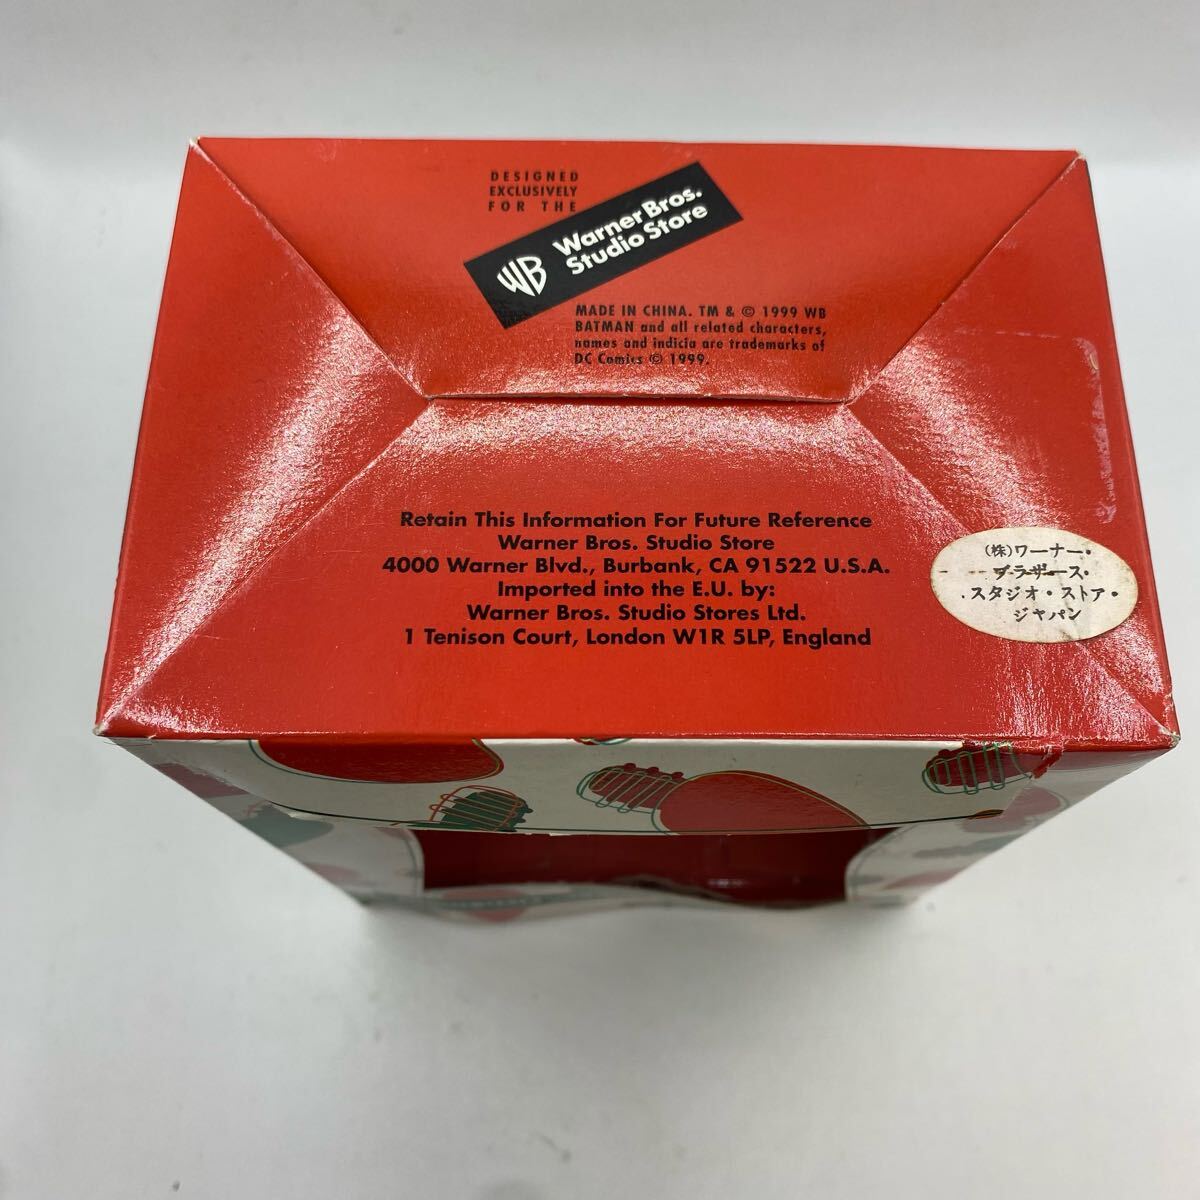 DESIGNED
EXCLUSIVELY
FOR THE
WB
Warner Bros.
Studio Store
MADE IN CHINA. TM & © 1999 WB
BATMAN and all related characters,
names and indicia are trademarks of
DC Comics © 1999.
Retain This Information For Future Reference
Warner Bros. Studio Store
4000 Warner Blvd., Burbank, CA 91522 U.S.A.
Imported into the E.U. by:
Warner Bros. Studio Stores Ltd.
1 Tenison Court, London W1R 5LP, England
(株)ワーナー・
ブラザース・
スタジオ・ストア・
ジャパン